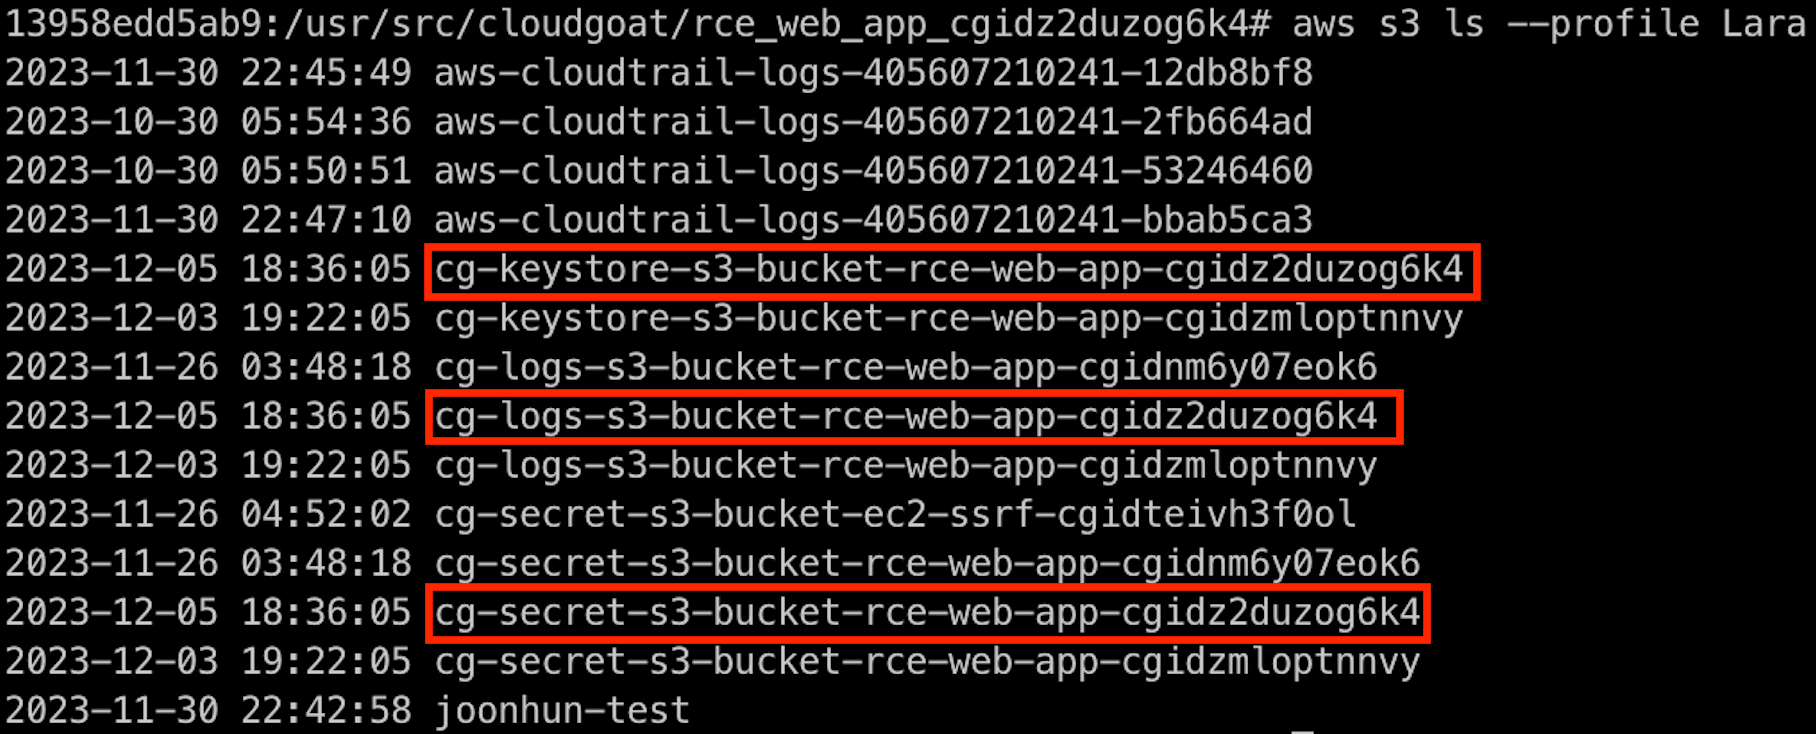 13958edd5ab9:/usr/src/cloudgoat/rce_web_app_cgidz2duzog6k4# aws s3 ls --profile Lara
2023-11-30 22:45:49 aws-cloudtrail-logs-405607210241-12db8bf8
2023-10-30 05:54:36 aws-cloudtrail-logs-405607210241-2fb664ad
2023-10-30 05:50:51 aws-cloudtrail-logs-405607210241-53246460
2023-11-30 22:47:10 aws-cloudtrail-logs-405607210241-bbab5ca3
2023-12-05 18:36:05 cg-keystore-s3-bucket-rce-web-app-cgidz2duzog6k4
2023-12-03 19:22:05 cg-keystore-s3-bucket-rce-web-app-cgidzmloptnnvy
2023-11-26 03:48:18 cg-logs-s3-bucket-rce-web-app-cgidnm6y07eok6
2023-12-05 18:36:05 cg-logs-s3-bucket-rce-web-app-cgidz2duzog6k4
2023-12-03 19:22:05 cg-logs-s3-bucket-rce-web-app-cgidzmloptnnvy
2023-11-26 04:52:02 cg-secret-s3-bucket-ec2-ssrf-cgidteivh3f0ol
2023-11-26 03:48:18 cg-secret-s3-bucket-rce-web-app-cgidnm6y07eok6
2023-12-05 18:36:05 cg-secret-s3-bucket-rce-web-app-cgidz2duzog6k4
2023-12-03 19:22:05 cg-secret-s3-bucket-rce-web-app-cgidzmloptnnvy
2023-11-30 22:42:58 joonhun-test